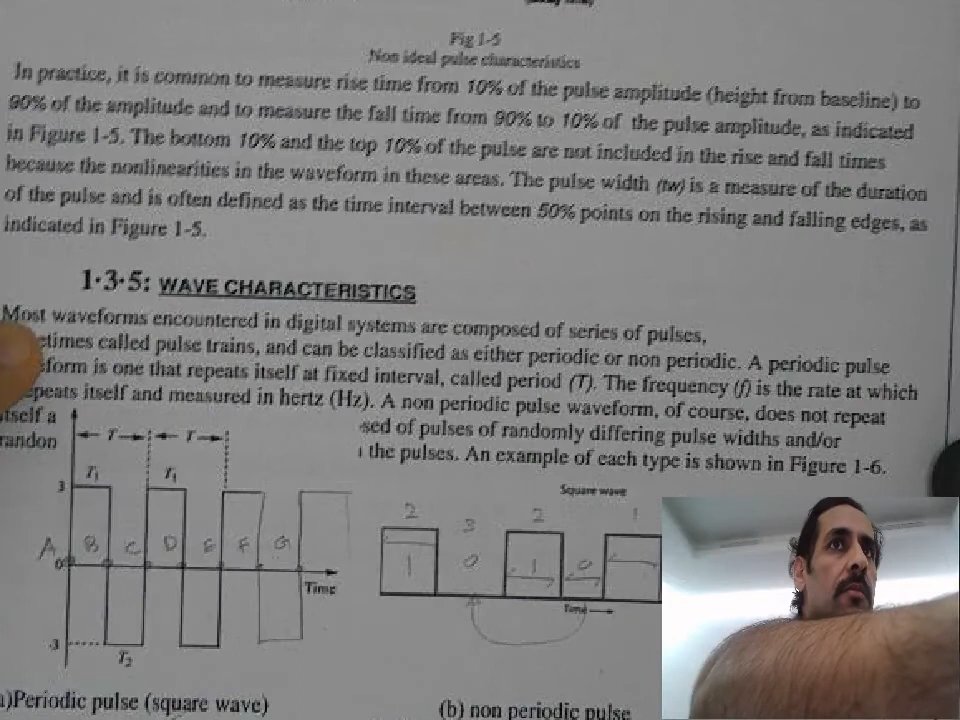 Fig 1-5
Non ideal pulse characteristics
In practice, it is common to measure rise time from 10% of the pulse amplitude (height from baseline) to
90% of the amplitude and to measure the fall time from 90% to 10% of the pulse amplitude, as indicated
in Figure 1-5. The bottom 10% and the top 10% of the pulse are not included in the rise and fall times
because the nonlinearities in the waveform in these areas. The pulse width (tw) is a measure of the duration
of the pulse and is often defined as the time interval between 50% points on the rising and falling edges, as
indicated in Figure 1-5.
1·3·5: WAVE CHARACTERISTICS
Most waveforms encountered in digital systems are composed of series of pulses,
etimes called pulse trains, and can be classified as either periodic or non periodic. A periodic pulse
eform is one that repeats itself at fixed interval, called period (T). The frequency (f) is the rate at which
epeats itself and measured in hertz (Hz). A non periodic pulse waveform, of course, does not repeat
itself a sed of pulses of randomly differing pulse widths and/or
randon the pulses. An example of each type is shown in Figure 1-6.
T T
T1 T1
3
A B C D E F G
0
Time
-3
T2
Square wave
2 3 2 1
1 0 1 0
Time
)Periodic pulse (square wave)
(b) non periodic pulse